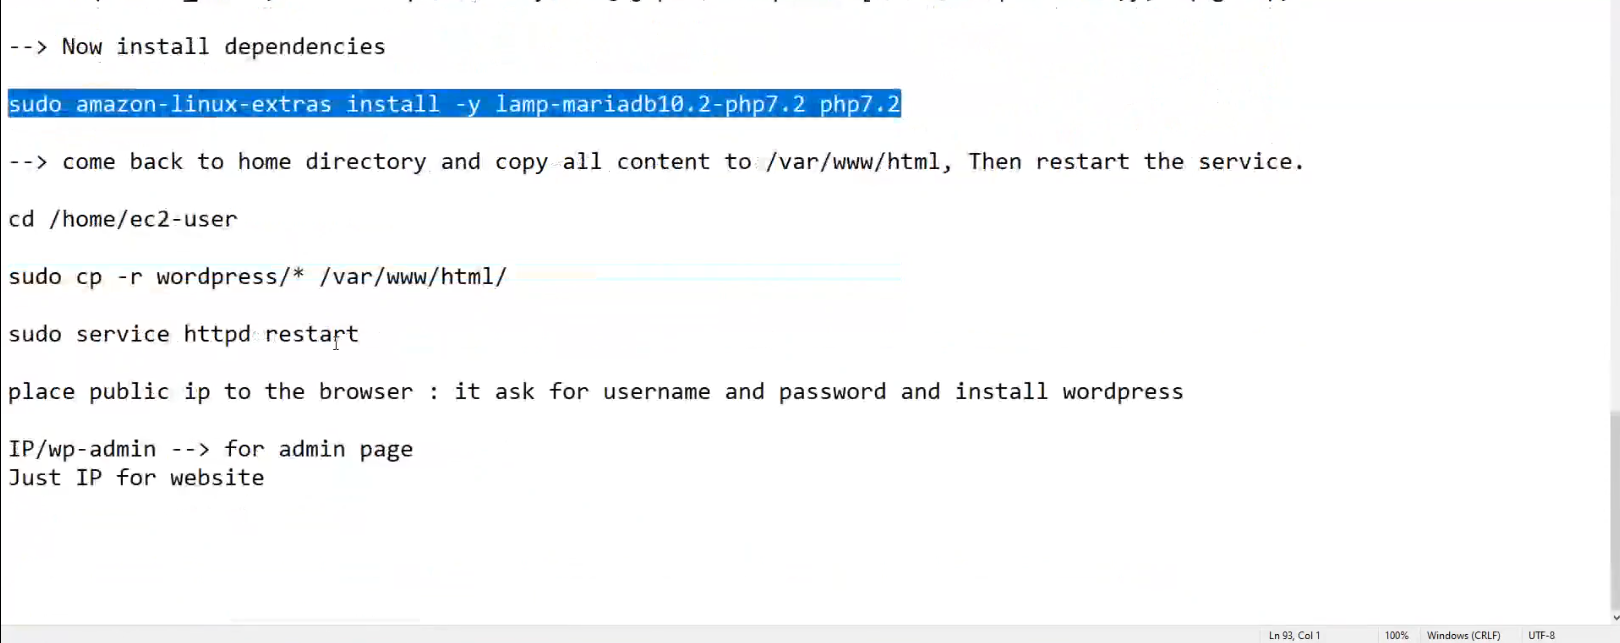 --> Now install dependencies
sudo amazon-linux-extras install -y lamp-mariadb10.2-php7.2 php7.2
--> come back to home directory and copy all content to /var/www/html, Then restart the service.
cd /home/ec2-user
sudo cp -r wordpress/* /var/www/html/
sudo service httpd restart
place public ip to the browser : it ask for username and password and install wordpress
IP/wp-admin --> for admin page
Just IP for website
Ln 93, Col 1 100% Windows (CRLF) UTF-8